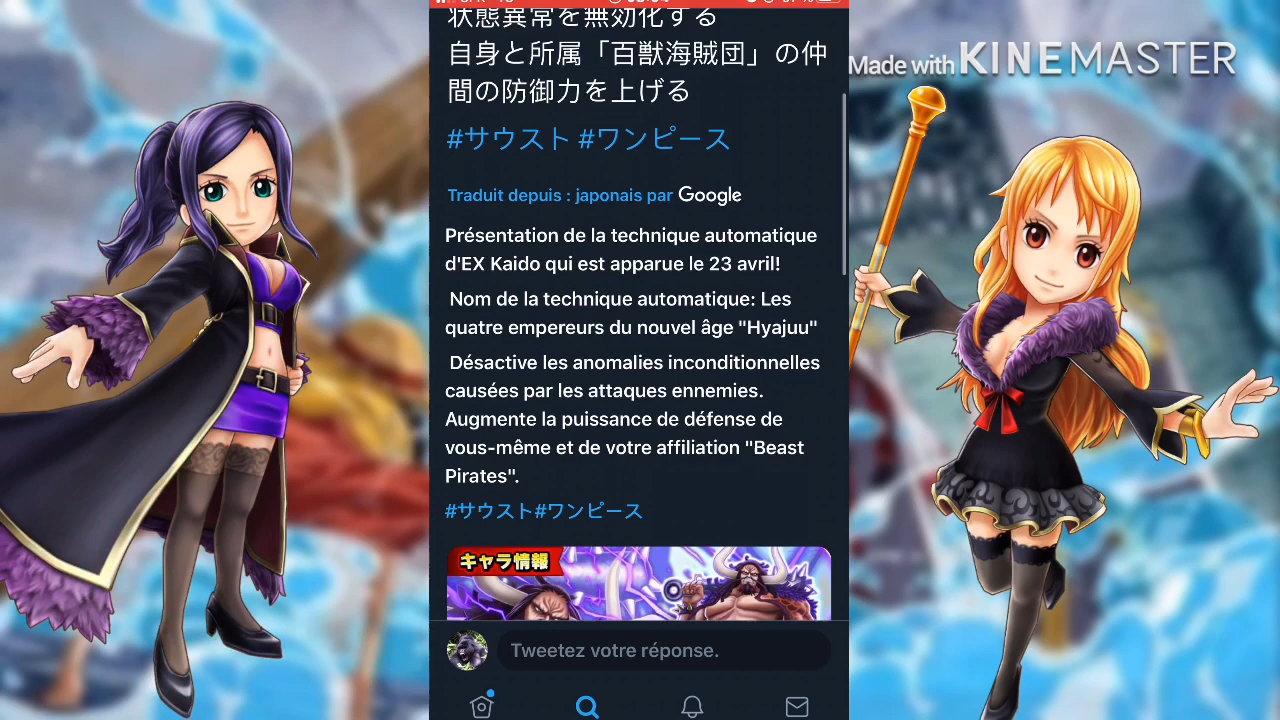 状態異常を無効化する
自身と所属「百獣海賊団」の仲
間の防御力を上げる
#サウスト #ワンピース
Traduit depuis : japonais par Google
Présentation de la technique automatique
d'EX Kaido qui est apparue le 23 avril!
Nom de la technique automatique: Les
quatre empereurs du nouvel âge "Hyajuu"
Désactive les anomalies inconditionnelles
causées par les attaques ennemies.
Augmente la puissance de défense de
vous-même et de votre affiliation "Beast
Pirates".
#サウスト#ワンピース
キャラ情報
Tweetez votre réponse.
Made with KINEMASTER